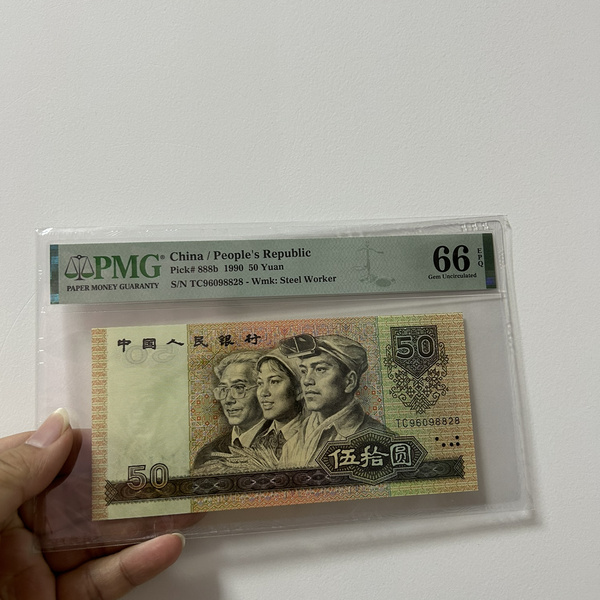 PMG®
PAPER MONEY GUARANTY
China / People's Republic
Pick# 888b 1990 50 Yuan
S/N TC96098828 - Wmk: Steel Worker
66 EPQ
Gem Uncirculated
中国人民银行
50
TC96098828
伍拾圆
50